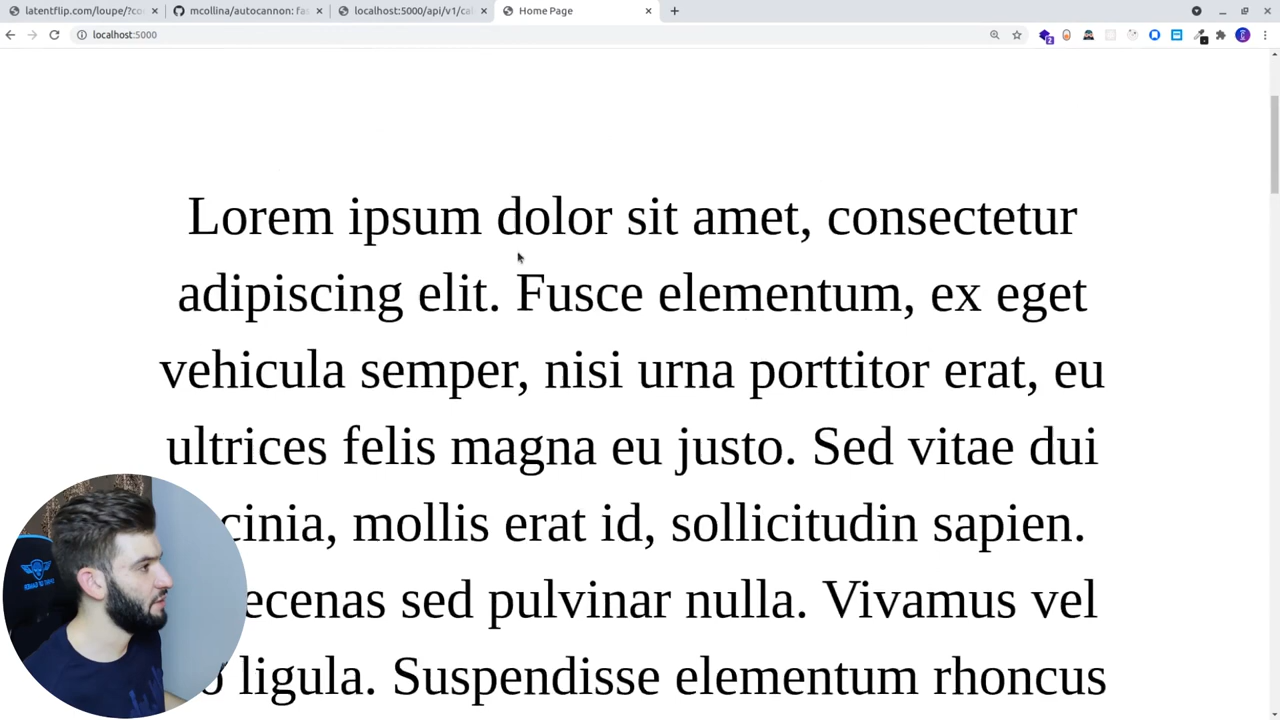 latentflip.com/loupe/?co
mcollina/autocannon: fa
localhost:5000/api/v1/cal
Home Page
localhost:5000
2
Lorem ipsum dolor sit amet, consectetur
adipiscing elit. Fusce elementum, ex eget
vehicula semper, nisi urna porttitor erat, eu
ultrices felis magna eu justo. Sed vitae dui
cinia, mollis erat id, sollicitudin sapien.
ecenas sed pulvinar nulla. Vivamus vel
ligula. Suspendisse elementum rhoncus